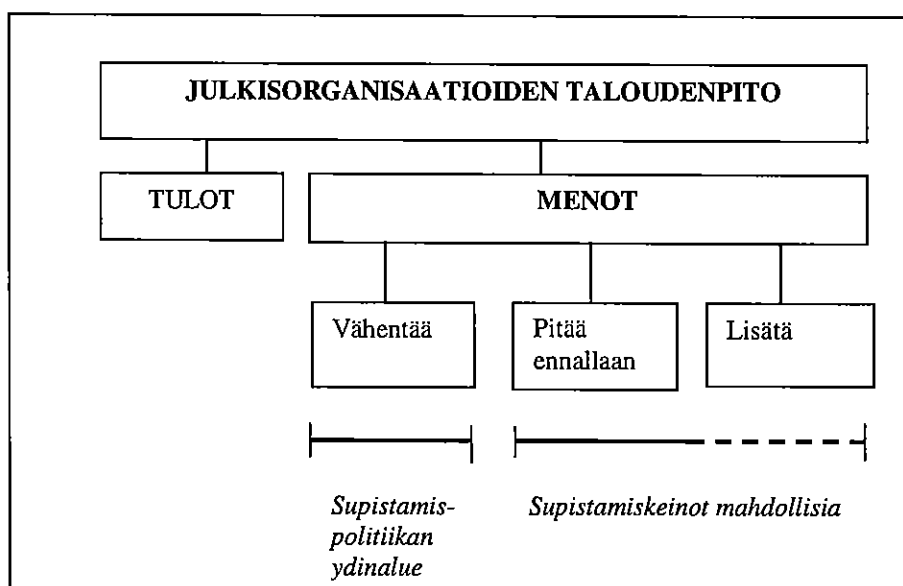 JULKISORGANISAATIOIDEN TALOUDENPITO
TULOT
MENOT
Vähentää
Pitää
ennallaan
Lisätä
Supistamis-
politiikan
ydinalue
Supistamiskeinot mahdollisia